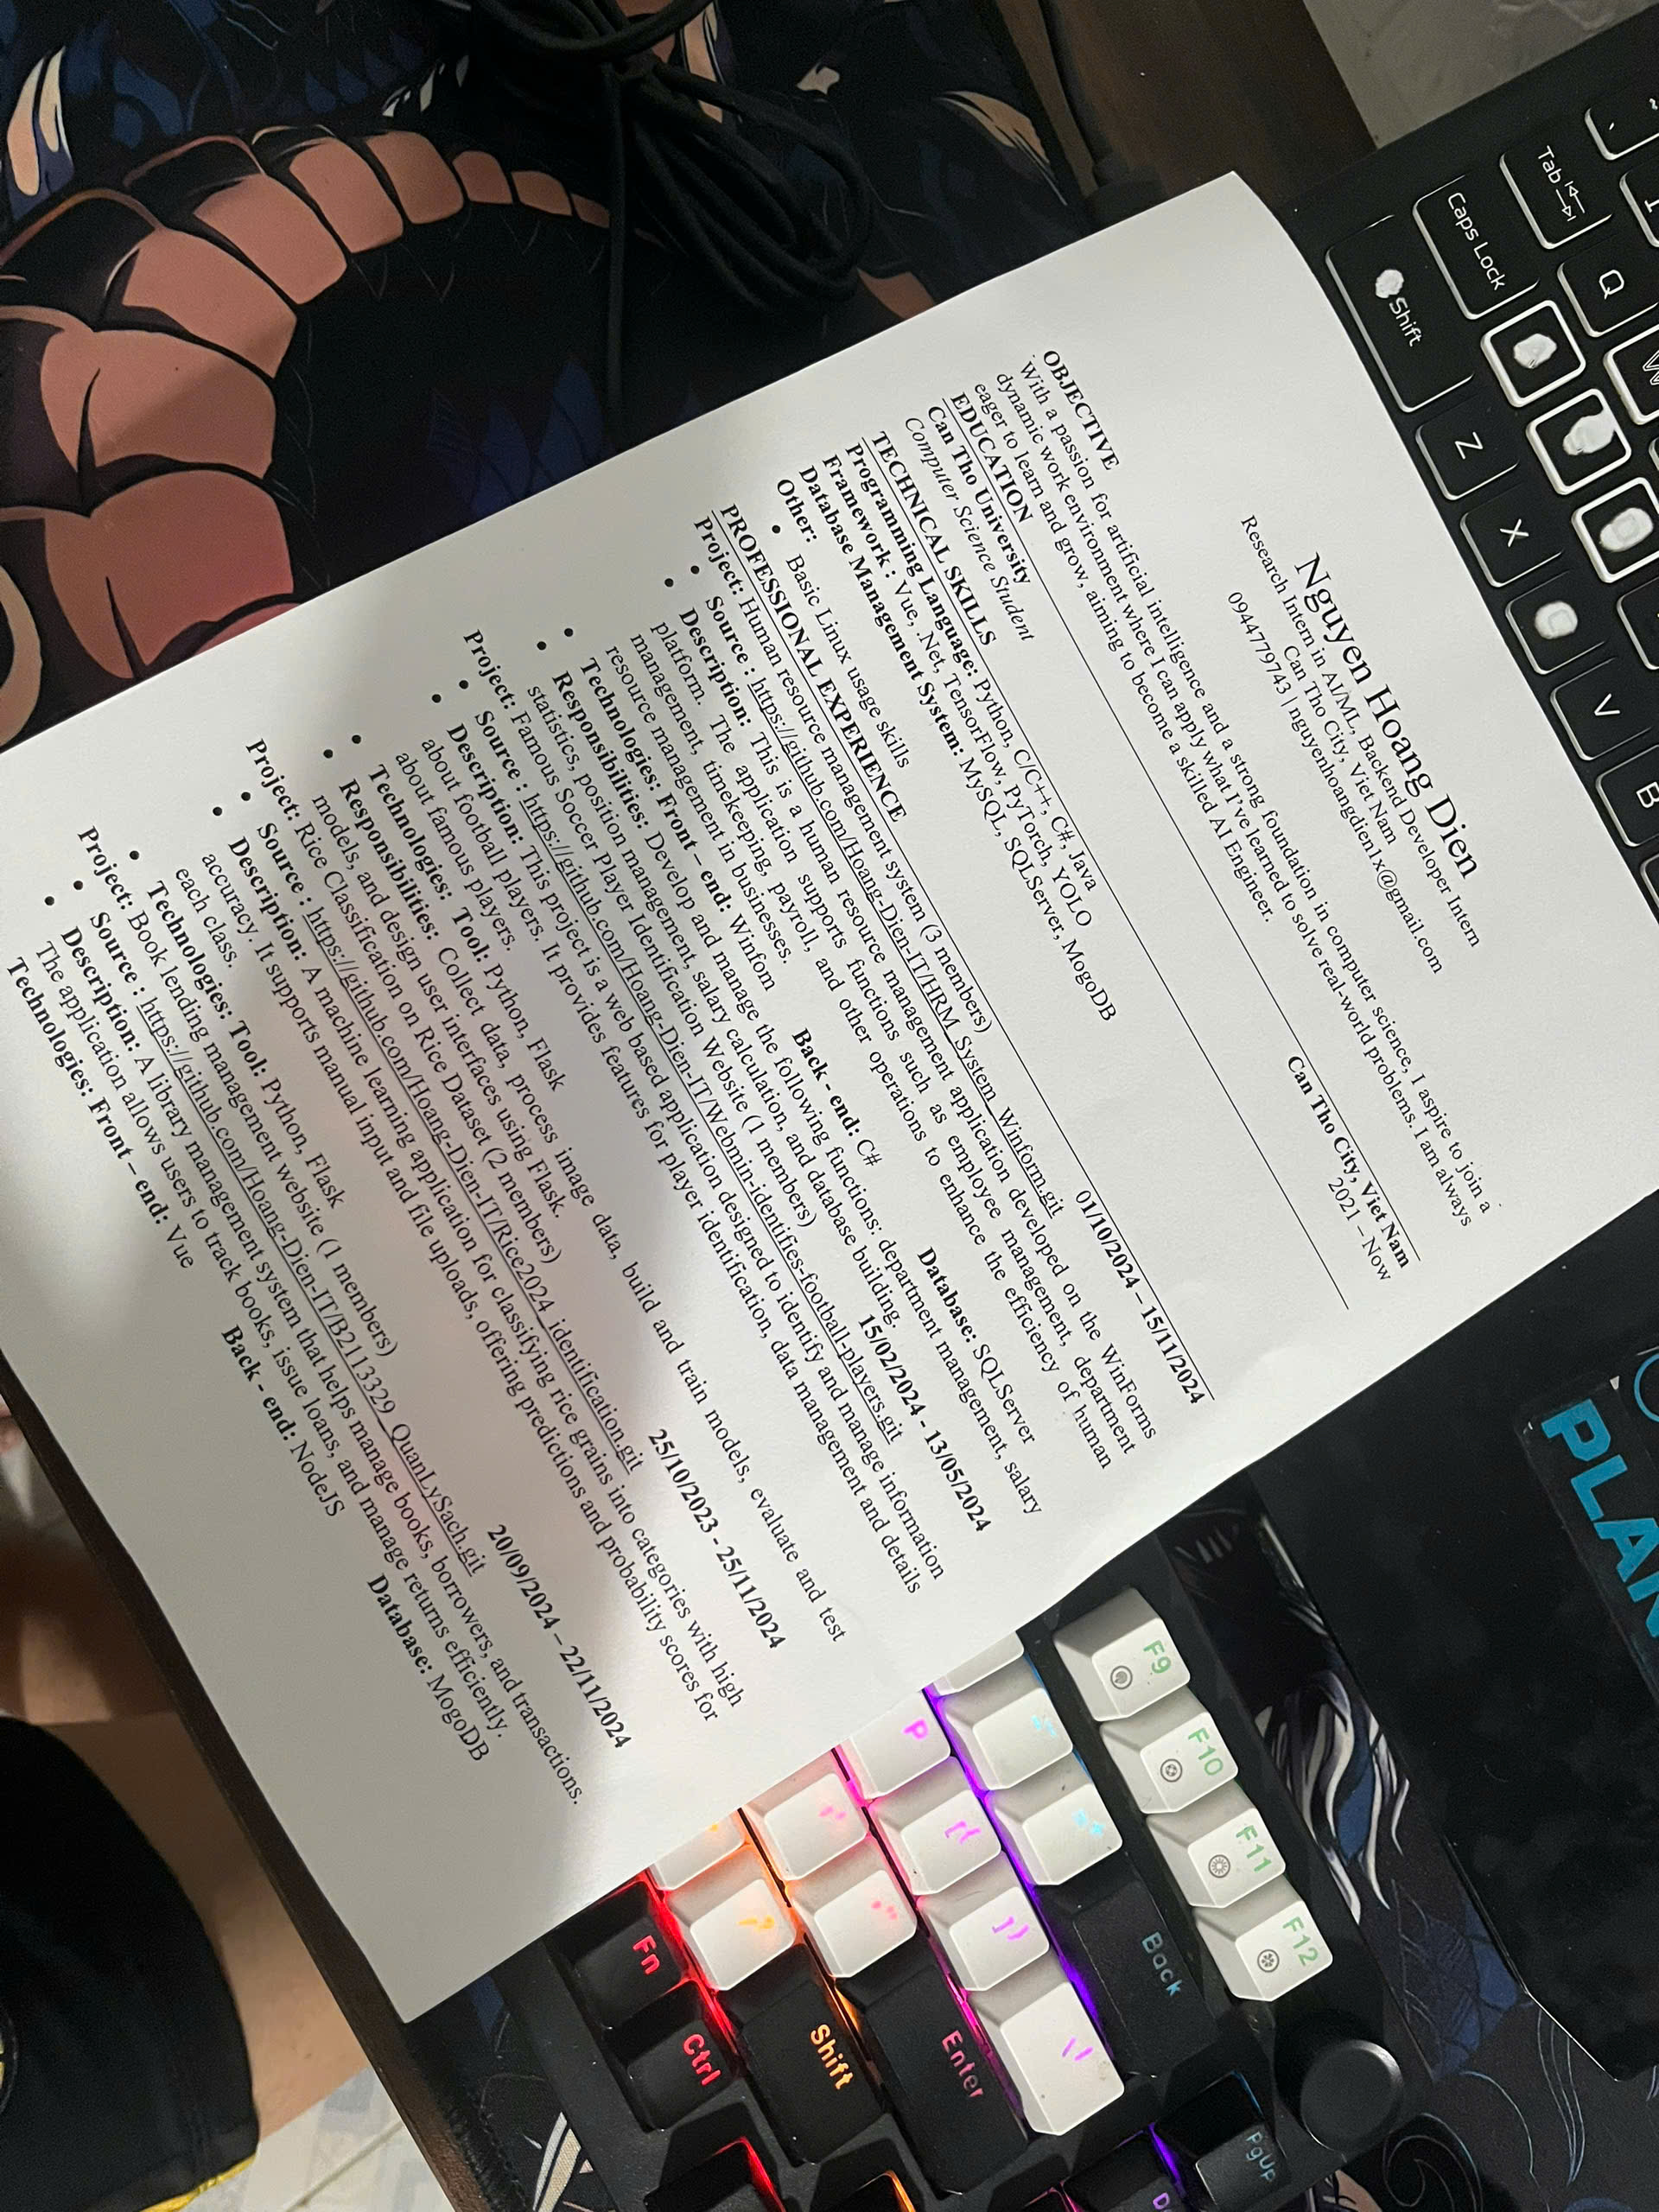 Nguyen Hoang Dien
Research Intern in AI/ML, Backend Developer Intern
Can Tho City, Viet Nan
0944779743 | nguyenhoangdien1x@gmail.com
OBJECTIVE
With a passion for artificial intelligence and a strong foundation in computer science, I aspire to join a
dynamic work environment where I can apply what I've learned to solve real-world problems. I am always
eager to learn and grow, aiming to become a skilled AI Engineer.
EDUCATION
Can Tho University Can Tho City, Viet Nan
Computer Science Student 2021 – Now
TECHNICAL SKILLS
Programming Language: Python, C/C++, C#, Java
Framework : Vue, .Net, TensorFlow, PyTorch, YOLO
Database Management System: MySQL, SQLServer, MogoDB
Other:
• Basic Linux usage skills
PROFESSIONAL EXPERIENCE
Project: Human resource management system (3 members) 01/10/2024 – 15/11/2024
• Source : https://github.com/Hoang-Dien-IT/HRM_System_Winform.git
• Description: This is a human resource management application developed on the WinForms
platform. The application supports functions such as employee management, department
management, timekeeping, payroll, and other operations to enhance the efficiency of human
resource management in businesses.
• Technologies: Front – end: Winfom Back - end: C# Database: SQLServer
• Responsibilities: Develop and manage the following functions: department management, salary
statistics, position management, salary calculation, and database building.
Project: Famous Soccer Player Identification Website (1 members) 15/02/2024 - 13/05/2024
• Source : https://github.com/Hoang-Dien-IT/Webmin-identifies-football-players.git
• Description: This project is a web based application designed to identify and manage information
about football players. It provides features for player identification, data management and details
about famous players.
• Technologies: Tool: Python, Flask
• Responsibilities: Collect data, process image data, build and train models, evaluate and test
models, and design user interfaces using Flask.
Project: Rice Classification on Rice Dataset (2 members) 25/10/2023 - 25/11/2024
• Source : https://github.com/Hoang-Dien-IT/Rice2024_identification.git
• Description: A machine learning application for classifying rice grains into categories with high
accuracy. It supports manual input and file uploads, offering predictions and probability scores for
each class.
• Technologies: Tool: Python, Flask
Project: Book lending management website (1 members) 20/09/2024 – 22/11/2024
• Source : https://github.com/Hoang-Dien-IT/B2113329_QuanLySach.git
• Description: A library management system that helps manage books, borrowers, and transactions.
The application allows users to track books, issue loans, and manage returns efficiently.
Technologies: Front – end: Vue Back - end: NodeJS Database: MogoDB
Tab
Q
Caps Lock
Shift
Z
X
V
B
F9
F10
F11
F12
P
Back
Enter
Shift
Fn
Ctrl
PgUp